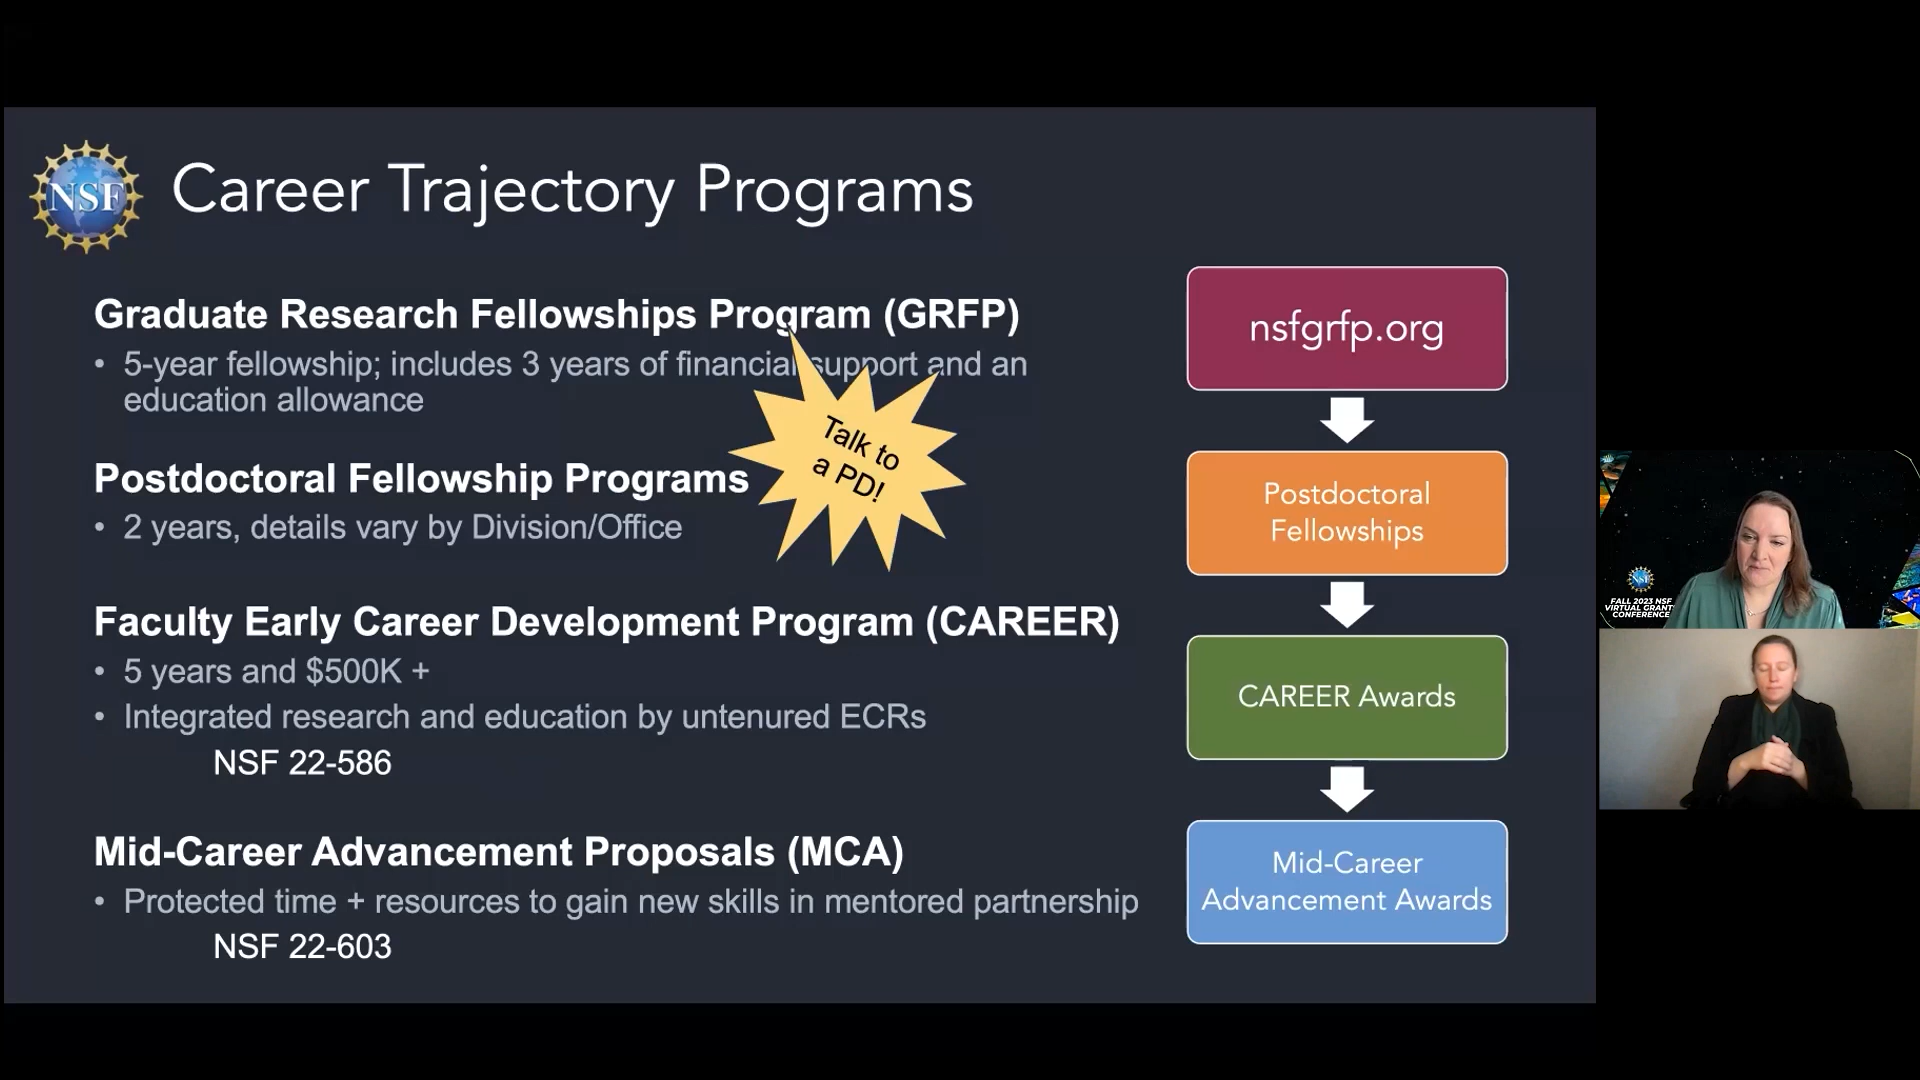 NSF
Career Trajectory Programs
Graduate Research Fellowships Program (GRFP)
• 5-year fellowship; includes 3 years of financial support and an
education allowance
Talk to
a PD!
Postdoctoral Fellowship Programs
• 2 years, details vary by Division/Office
Faculty Early Career Development Program (CAREER)
• 5 years and $500K +
• Integrated research and education by untenured ECRs
NSF 22-586
Mid-Career Advancement Proposals (MCA)
• Protected time + resources to gain new skills in mentored partnership
NSF 22-603
nsfgrfp.org
Postdoctoral
Fellowships
CAREER Awards
Mid-Career
Advancement Awards
NSF
FALL 2023 NSF
VIRTUAL GRANTS
CONFERENCE